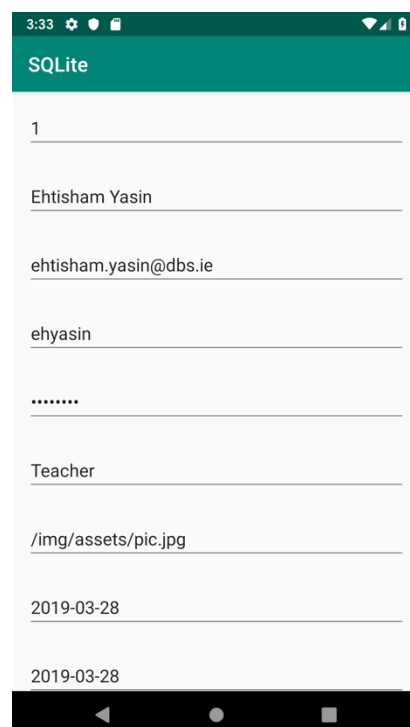 3:33
SQLite
1
Ehtisham Yasin
ehtisham.yasin@dbs.ie
ehyasin
••••••••
Teacher
/img/assets/pic.jpg
2019-03-28
2019-03-28